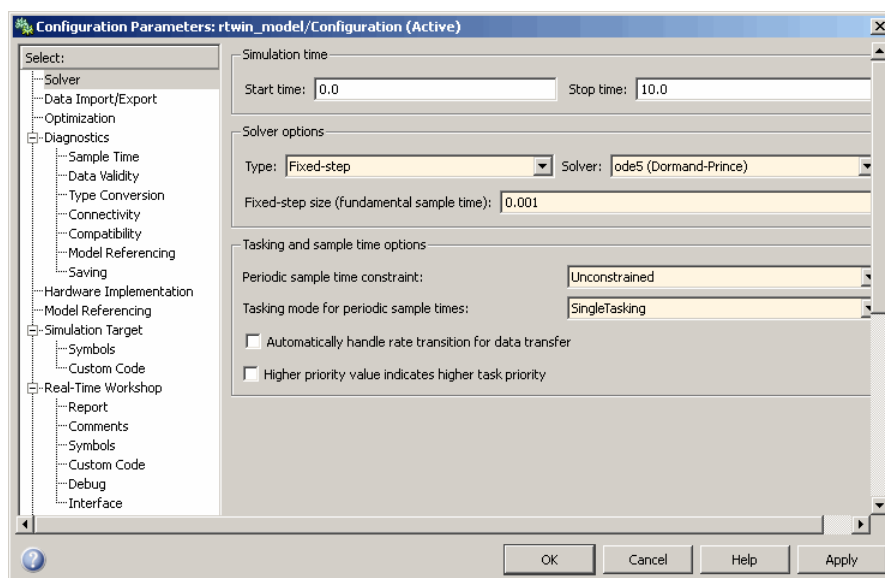 Configuration Parameters: rtwin_model/Configuration (Active)
Select:
Solver
Data Import/Export
Optimization
Diagnostics
Sample Time
Data Validity
Type Conversion
Connectivity
Compatibility
Model Referencing
Saving
Hardware Implementation
Model Referencing
Simulation Target
Symbols
Custom Code
Real-Time Workshop
Report
Comments
Symbols
Custom Code
Debug
Interface
Simulation time
Start time: 0.0 Stop time: 10.0
Solver options
Type: Fixed-step Solver: ode5 (Dormand-Prince)
Fixed-step size (fundamental sample time): 0.001
Tasking and sample time options
Periodic sample time constraint: Unconstrained
Tasking mode for periodic sample times: SingleTasking
Automatically handle rate transition for data transfer
Higher priority value indicates higher task priority
OK Cancel Help Apply